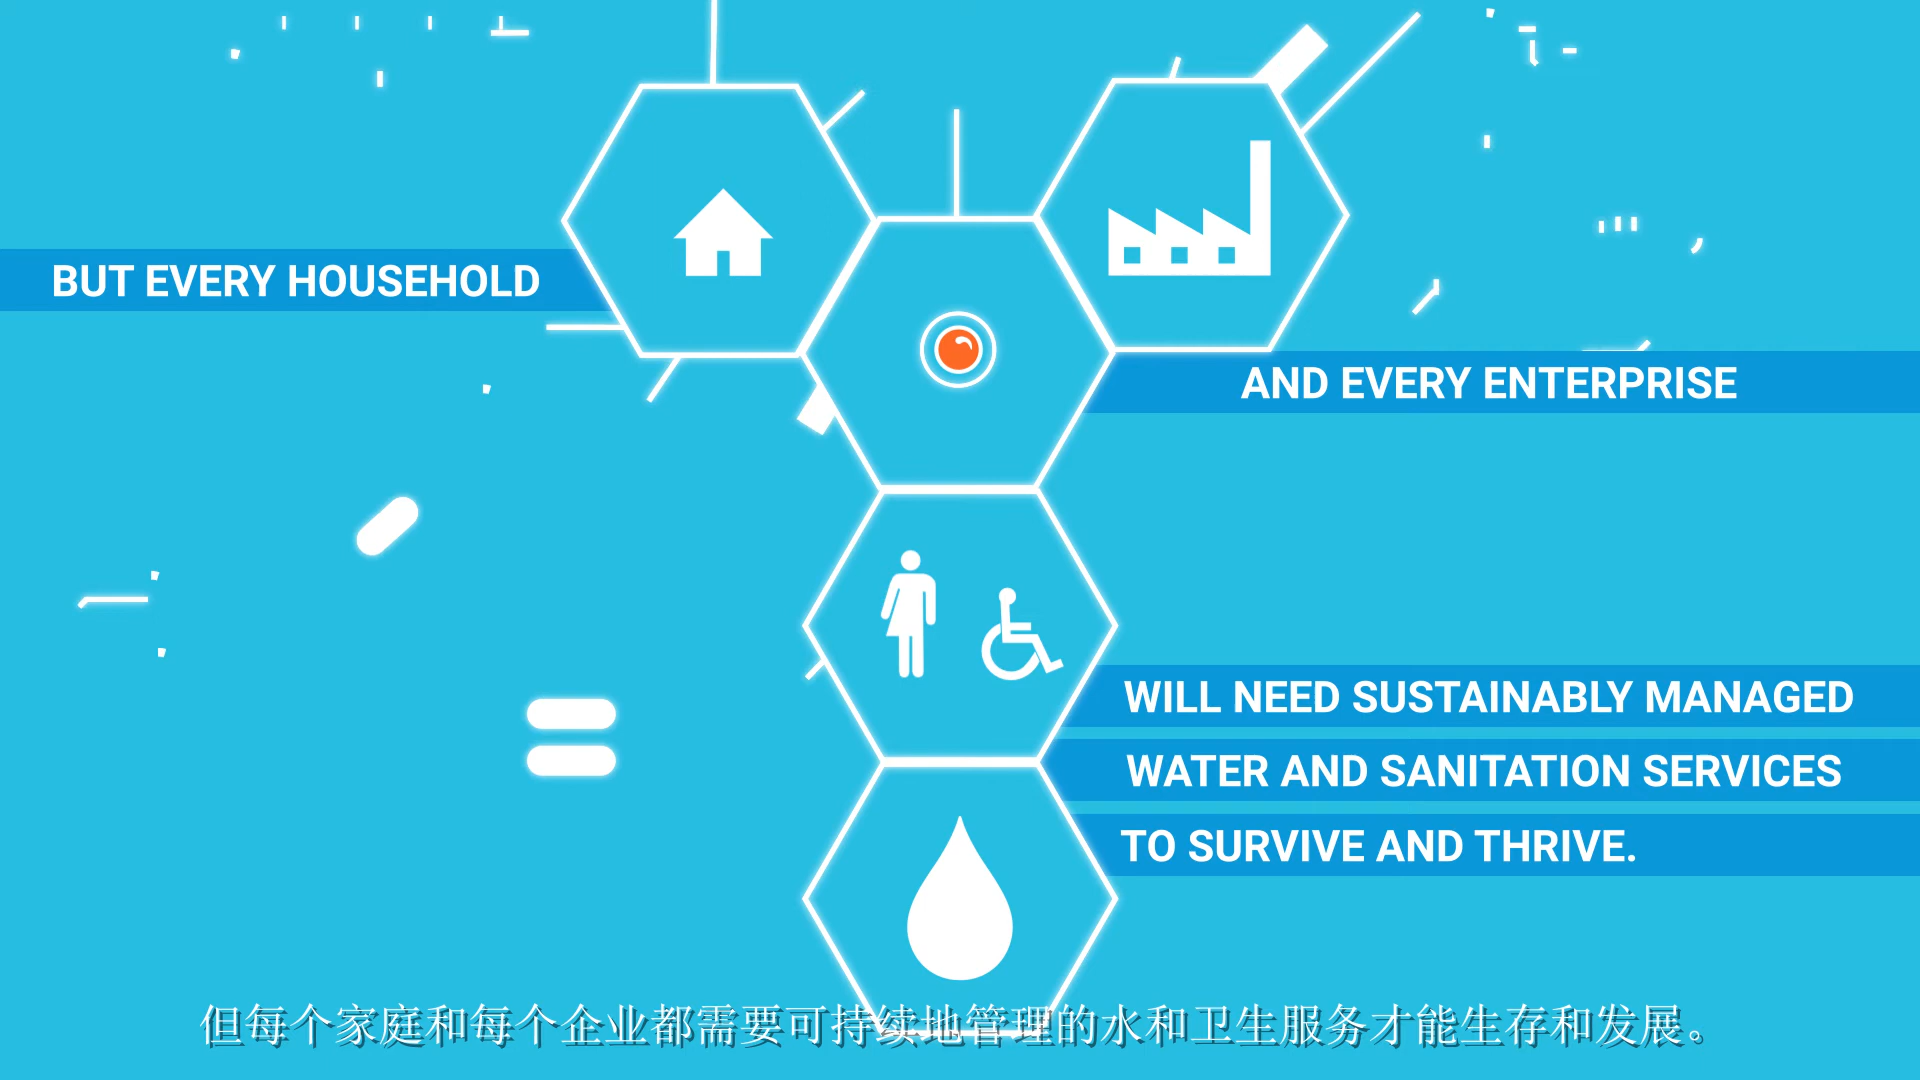 BUT EVERY HOUSEHOLD
AND EVERY ENTERPRISE
WILL NEED SUSTAINABLY MANAGED
WATER AND SANITATION SERVICES
TO SURVIVE AND THRIVE.
但每个家庭和每个企业都需要可持续地管理的水和卫生服务才能生存和发展。